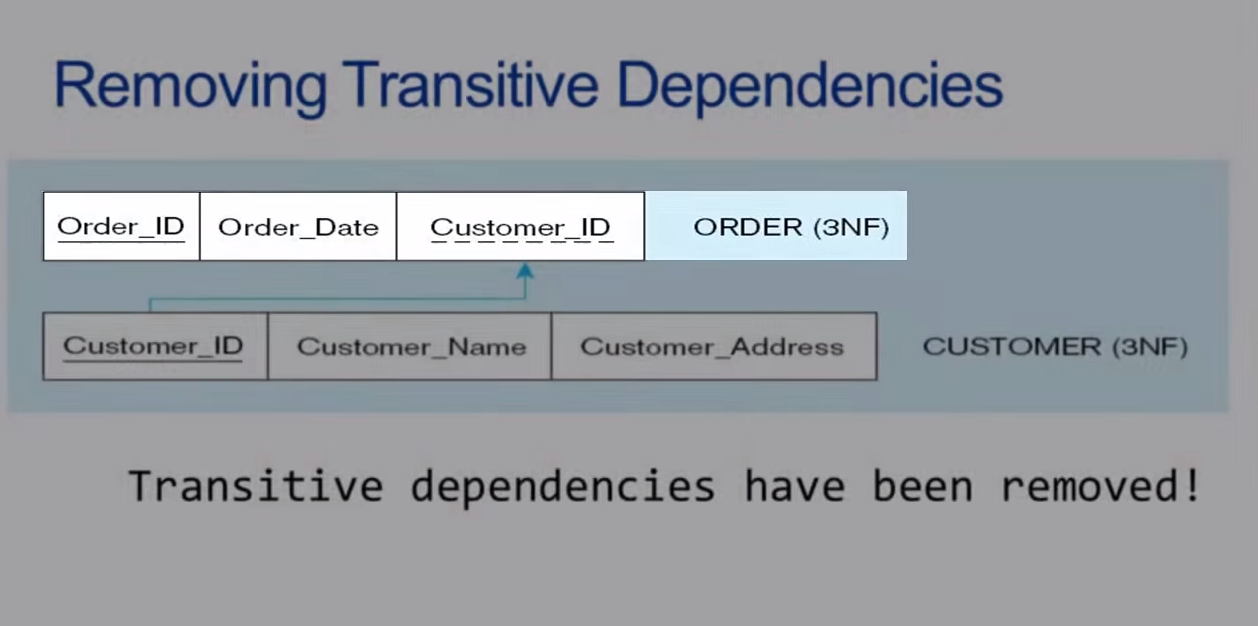 Removing Transitive Dependencies
Order_ID Order_Date Customer_ID ORDER (3NF)
Customer_ID Customer_Name Customer_Address CUSTOMER (3NF)
Transitive dependencies have been removed!